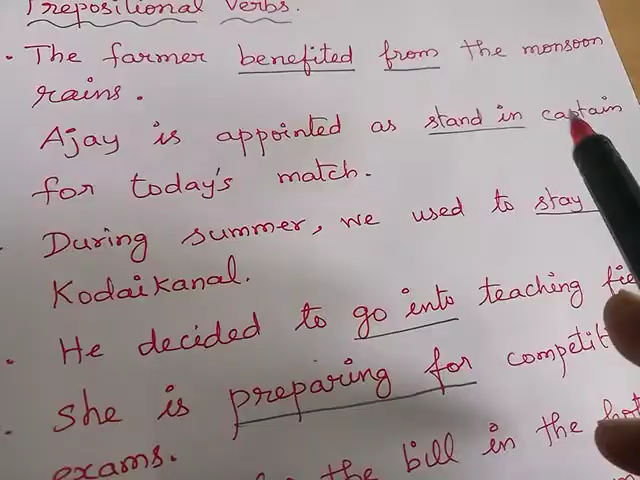 Prepositional Verbs.
. The farmer benefited from the monsoon
rains.
Ajay is appointed as stand in captain
for today's match.
During summer, we used to stay
Kodaikanal.
. He decided to go into teaching
. She is preparing for
exams.
the bill in the